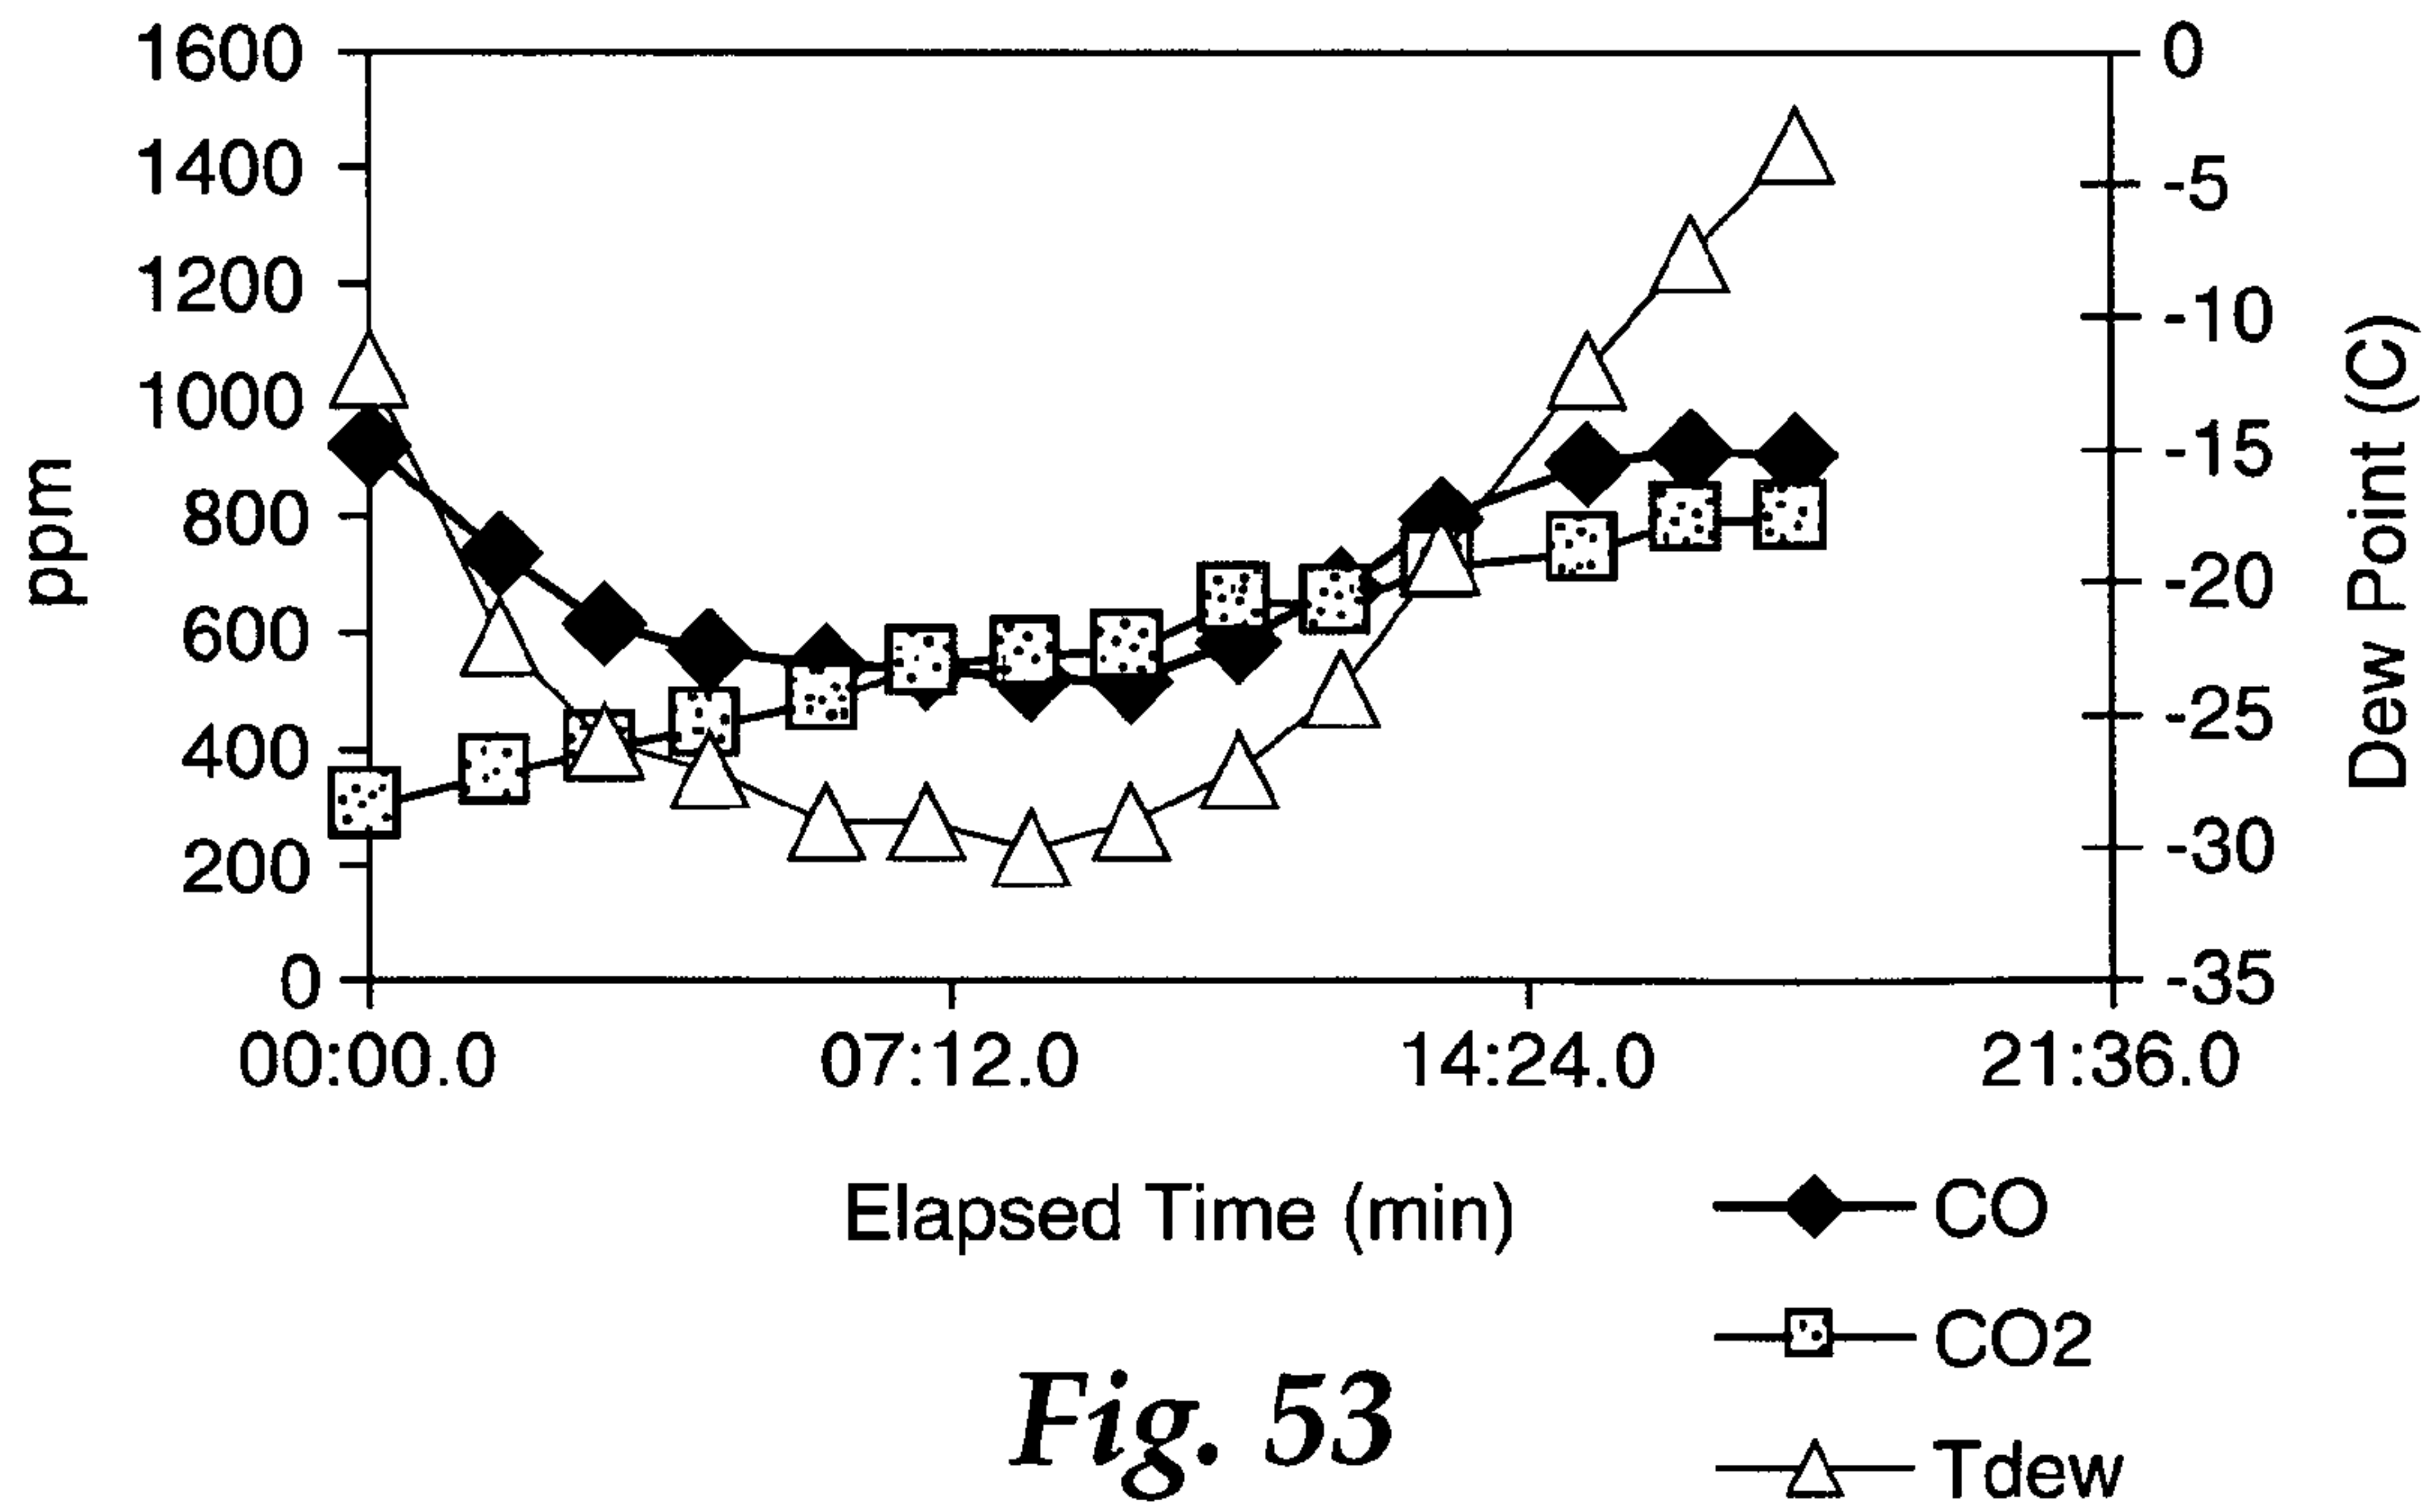 1600
1400
1200
1000
800
600
400
200
0
ppm
0
-5
-10
-15
-20
-25
-30
-35
Dew Point (C)
00:00.0 07:12.0 14:24.0 21:36.0
Elapsed Time (min)
CO
CO2
Tdew
Fig. 53